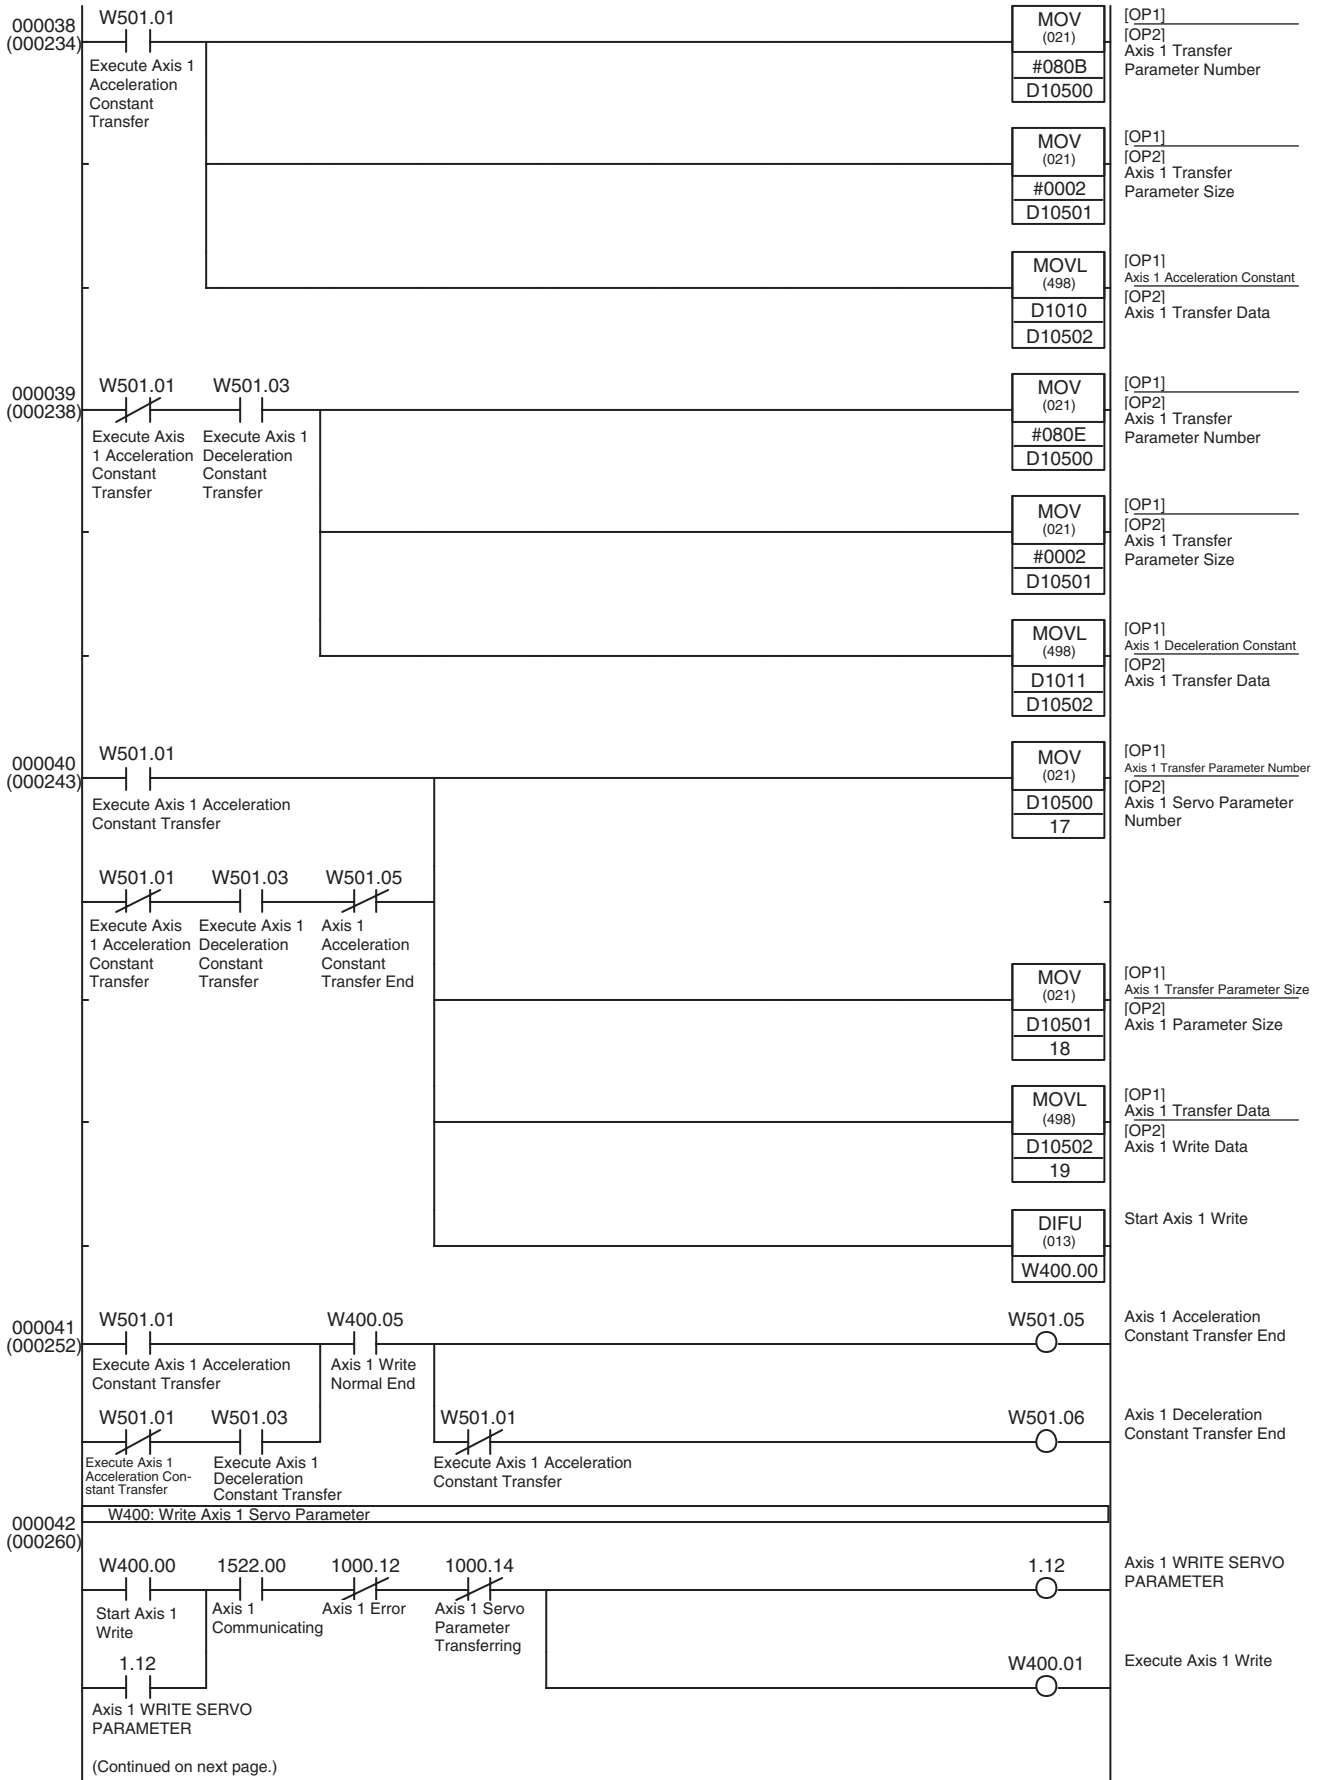 000038
(000234)
W501.01
Execute Axis 1
Acceleration
Constant
Transfer
MOV
(021)
#080B
D10500
[OP1]
[OP2]
Axis 1 Transfer
Parameter Number
MOV
(021)
#0002
D10501
[OP1]
[OP2]
Axis 1 Transfer
Parameter Size
MOVL
(498)
D1010
D10502
[OP1]
Axis 1 Acceleration Constant
[OP2]
Axis 1 Transfer Data
000039
(000238)
W501.01
Execute Axis
1 Acceleration
Constant
Transfer
W501.03
Execute Axis 1
Deceleration
Constant
Transfer
MOV
(021)
#080E
D10500
[OP1]
[OP2]
Axis 1 Transfer
Parameter Number
MOV
(021)
#0002
D10501
[OP1]
[OP2]
Axis 1 Transfer
Parameter Size
MOVL
(498)
D1011
D10502
[OP1]
Axis 1 Deceleration Constant
[OP2]
Axis 1 Transfer Data
000040
(000243)
W501.01
Execute Axis 1 Acceleration
Constant Transfer
MOV
(021)
D10500
17
[OP1]
Axis 1 Transfer Parameter Number
[OP2]
Axis 1 Servo Parameter
Number
W501.01
Execute Axis
1 Acceleration
Constant
Transfer
W501.03
Execute Axis 1
Deceleration
Constant
Transfer
W501.05
Axis 1
Acceleration
Constant
Transfer End
MOV
(021)
D10501
18
[OP1]
Axis 1 Transfer Parameter Size
[OP2]
Axis 1 Parameter Size
MOVL
(498)
D10502
19
[OP1]
Axis 1 Transfer Data
[OP2]
Axis 1 Write Data
DIFU
(013)
W400.00
Start Axis 1 Write
000041
(000252)
W501.01
Execute Axis 1 Acceleration
Constant Transfer
W400.05
Axis 1 Write
Normal End
W501.05
Axis 1 Acceleration
Constant Transfer End
W501.01
Execute Axis 1
Acceleration Con-
stant Transfer
W501.03
Execute Axis 1
Deceleration
Constant Transfer
W501.01
Execute Axis 1 Acceleration
Constant Transfer
W501.06
Axis 1 Deceleration
Constant Transfer End
000042
(000260)
W400: Write Axis 1 Servo Parameter
W400.00
Start Axis 1
Write
1522.00
Axis 1
Communicating
1000.12
Axis 1 Error
1000.14
Axis 1 Servo
Parameter
Transferring
1.12
Axis 1 WRITE SERVO
PARAMETER
1.12
Axis 1 WRITE SERVO
PARAMETER
W400.01
Execute Axis 1 Write
(Continued on next page.)